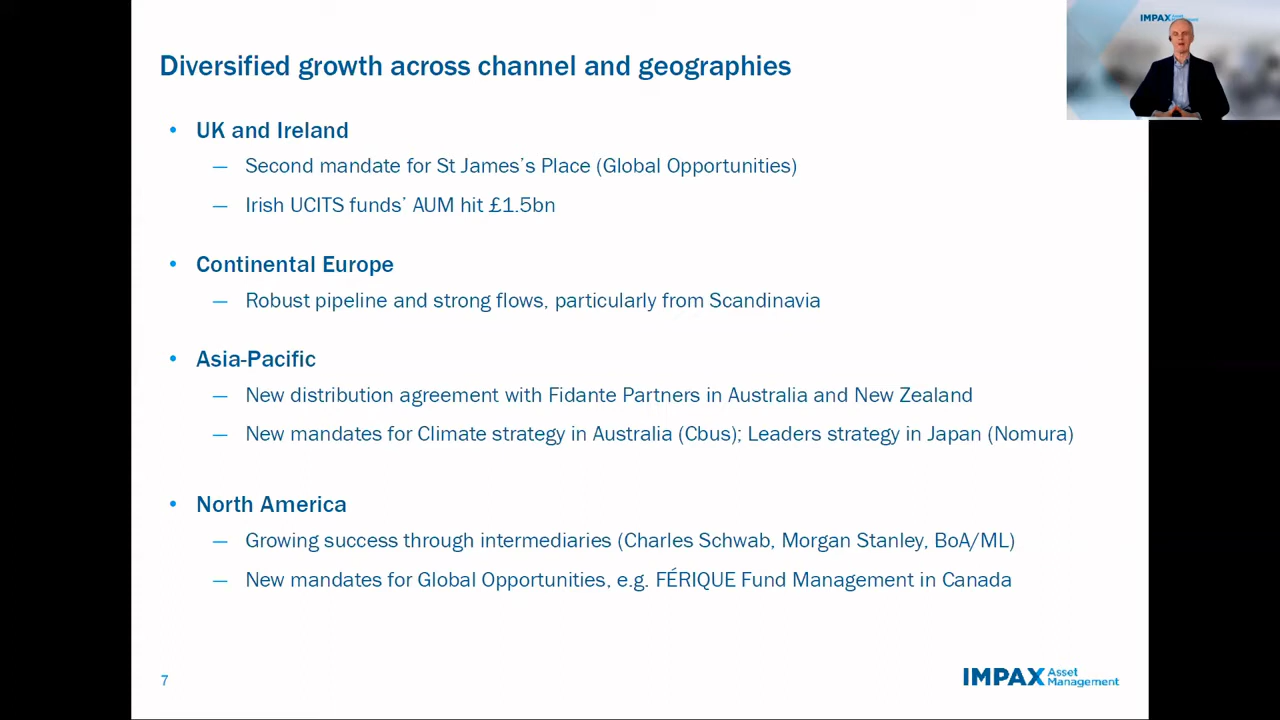 Diversified growth across channel and geographies
IMPAX Asset Management
• UK and Ireland
— Second mandate for St James’s Place (Global Opportunities)
— Irish UCITS funds’ AUM hit £1.5bn
• Continental Europe
— Robust pipeline and strong flows, particularly from Scandinavia
• Asia-Pacific
— New distribution agreement with Fidante Partners in Australia and New Zealand
— New mandates for Climate strategy in Australia (Cbus); Leaders strategy in Japan (Nomura)
• North America
— Growing success through intermediaries (Charles Schwab, Morgan Stanley, BoA/ML)
— New mandates for Global Opportunities, e.g. FÉRIQUE Fund Management in Canada
7
IMPAX Asset
Management